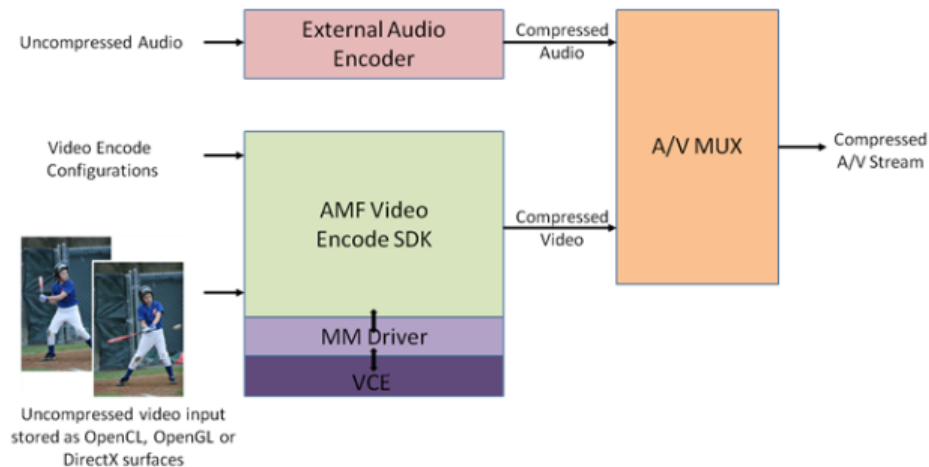 Uncompressed Audio
External Audio
Encoder
Compressed
Audio
Video Encode
Configurations
AMF Video
Encode SDK
Compressed
Video
A/V MUX
Compressed
A/V Stream
MM Driver
VCE
Uncompressed video input
stored as OpenCL, OpenGL or
DirectX surfaces